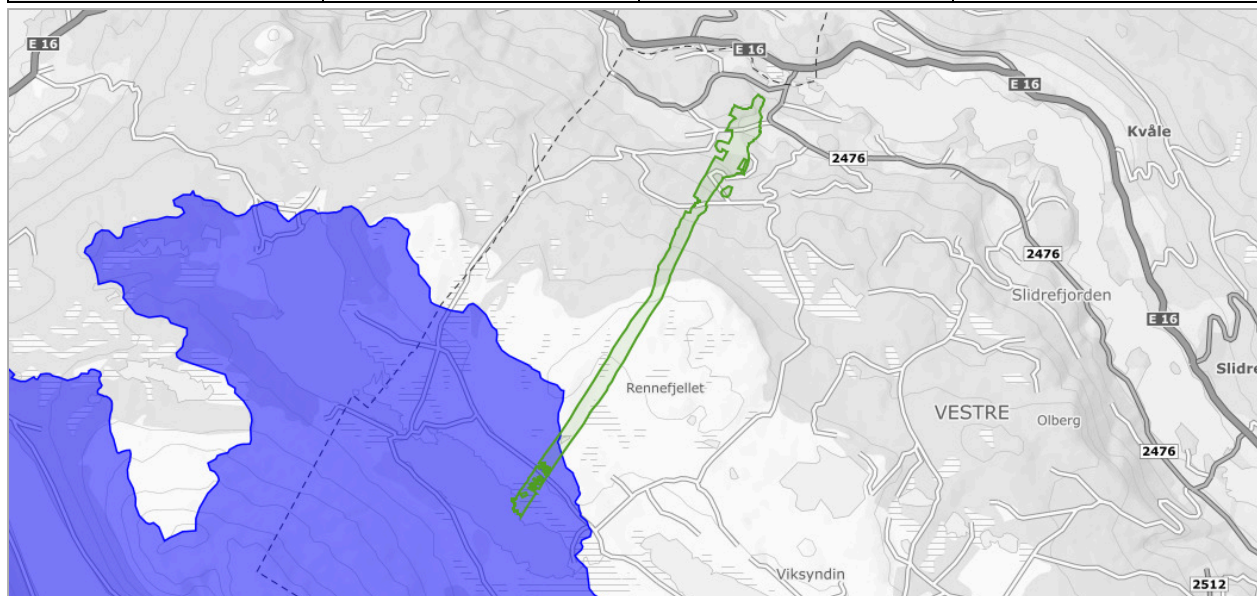 E 16
E 16
E 16
Kvåle
2476
2476
Slidrefjorden
E 16
Slidre
Rennefjellet
VESTRE
Olberg
2476
Viksyndin
2512